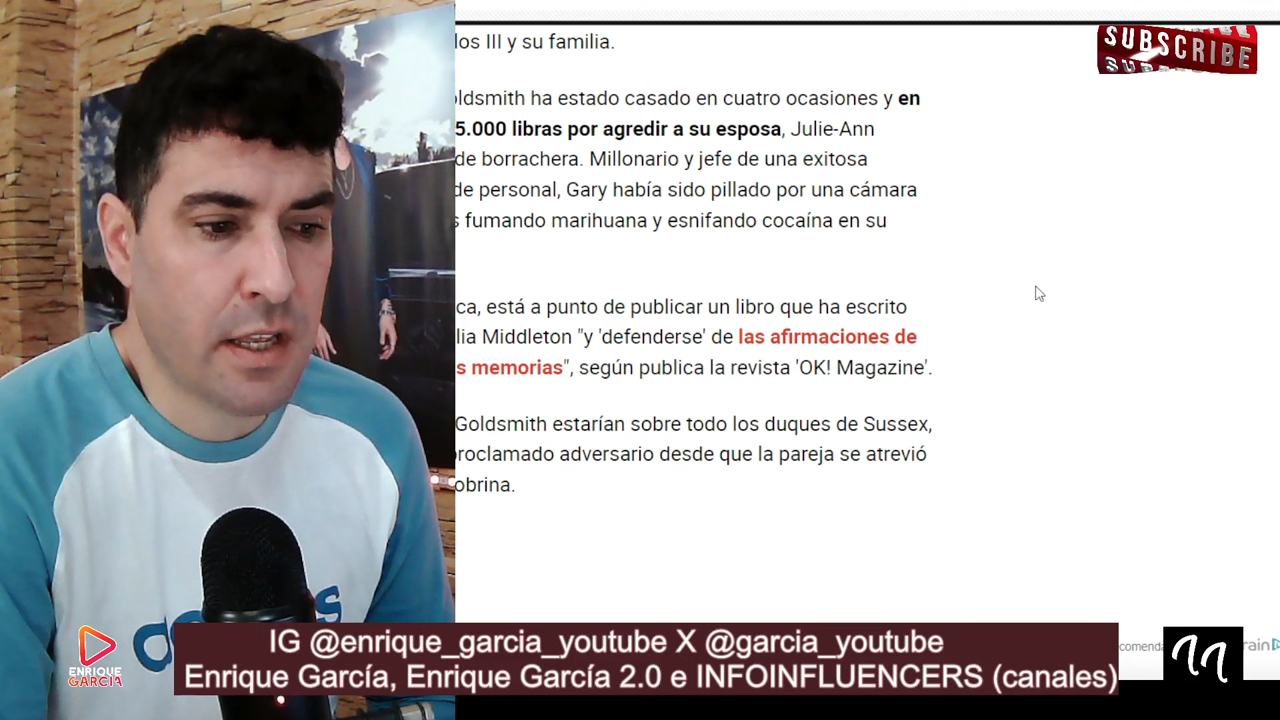 los III y su familia.
SUBSCRIBE
oldsmith ha estado casado en cuatro ocasiones y en
5.000 libras por agredir a su esposa, Julie-Ann
de borrachera. Millonario y jefe de una exitosa
de personal, Gary había sido pillado por una cámara
s fumando marihuana y esnifando cocaína en su
ca, está a punto de publicar un libro que ha escrito
lia Middleton "y 'defenderse' de las afirmaciones de
s memorias", según publica la revista 'OK! Magazine'.
Goldsmith estarían sobre todo los duques de Sussex,
proclamado adversario desde que la pareja se atrevió
obrina.
IG @enrique_garcia_youtube X @garcia_youtube
Enrique García, Enrique García 2.0 e INFOINFLUENCERS (canales)
ENRIQUE
GARCÍA
comenda
rain